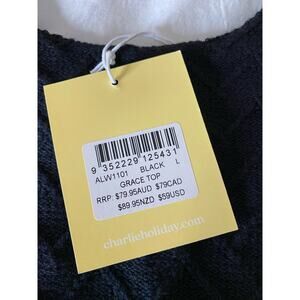 9 352229 125431
ALW1101 BLACK L
GRACE TOP
RRP $79.95AUD $79CAD
$89.95NZD $59USD
charlieholiday.com